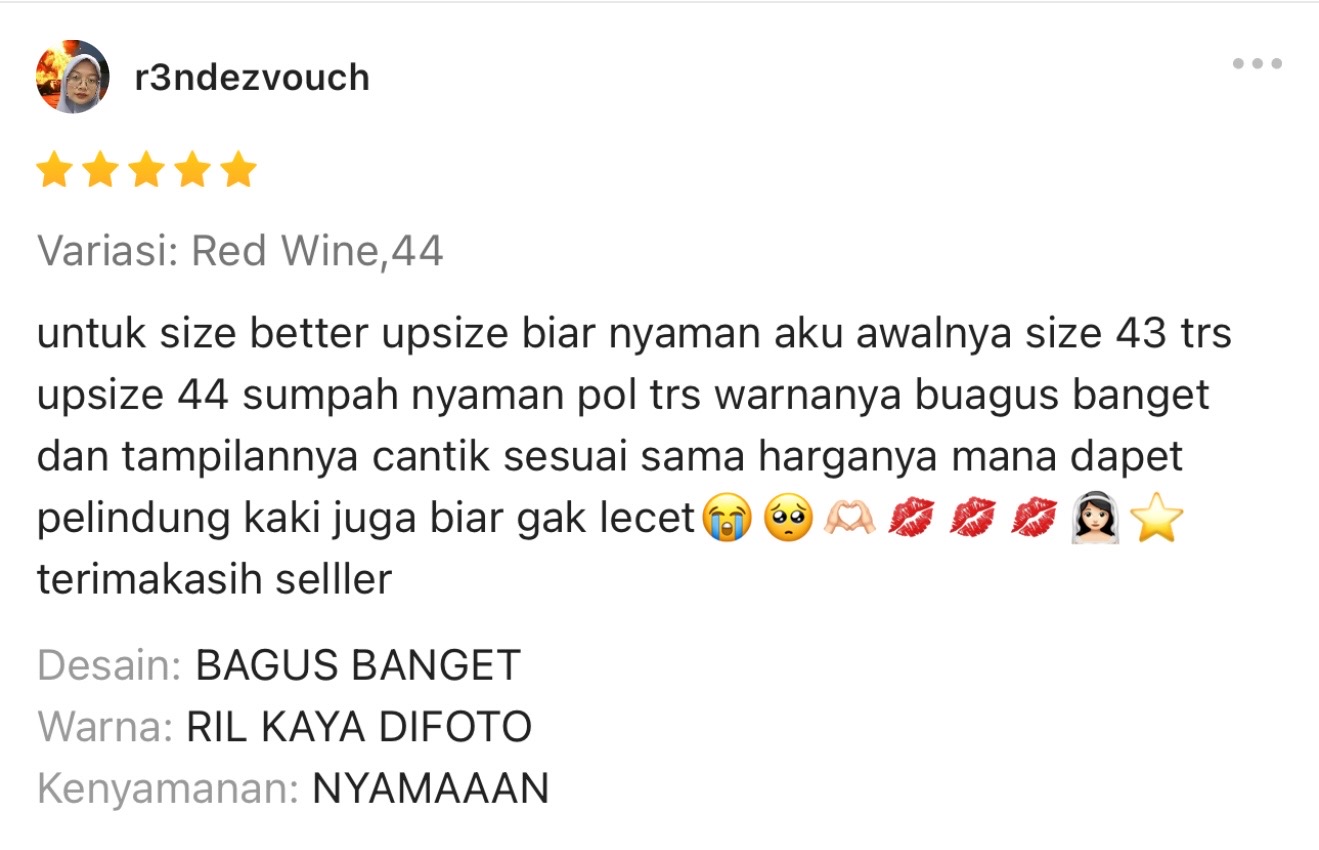 r3ndezvouch
Variasi: Red Wine,44
untuk size better upsize biar nyaman aku awalnya size 43 trs
upsize 44 sumpah nyaman pol trs warnanya buagus banget
dan tampilannya cantik sesuai sama harganya mana dapet
pelindung kaki juga biar gak lecet😭🥺🫶🏻💋💋💋👰🏻‍♀️⭐
terimakasih selller
Desain: BAGUS BANGET
Warna: RIL KAYA DIFOTO
Kenyamanan: NYAMAAAN